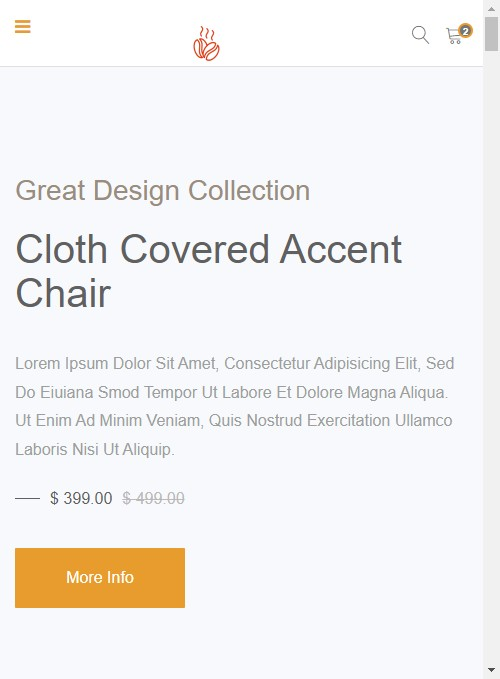 2
Great Design Collection
Cloth Covered Accent
Chair
Lorem Ipsum Dolor Sit Amet, Consectetur Adipisicing Elit, Sed
Do Eiuiana Smod Tempor Ut Labore Et Dolore Magna Aliqua.
Ut Enim Ad Minim Veniam, Quis Nostrud Exercitation Ullamco
Laboris Nisi Ut Aliquip.
$ 399.00 $ 499.00
More Info